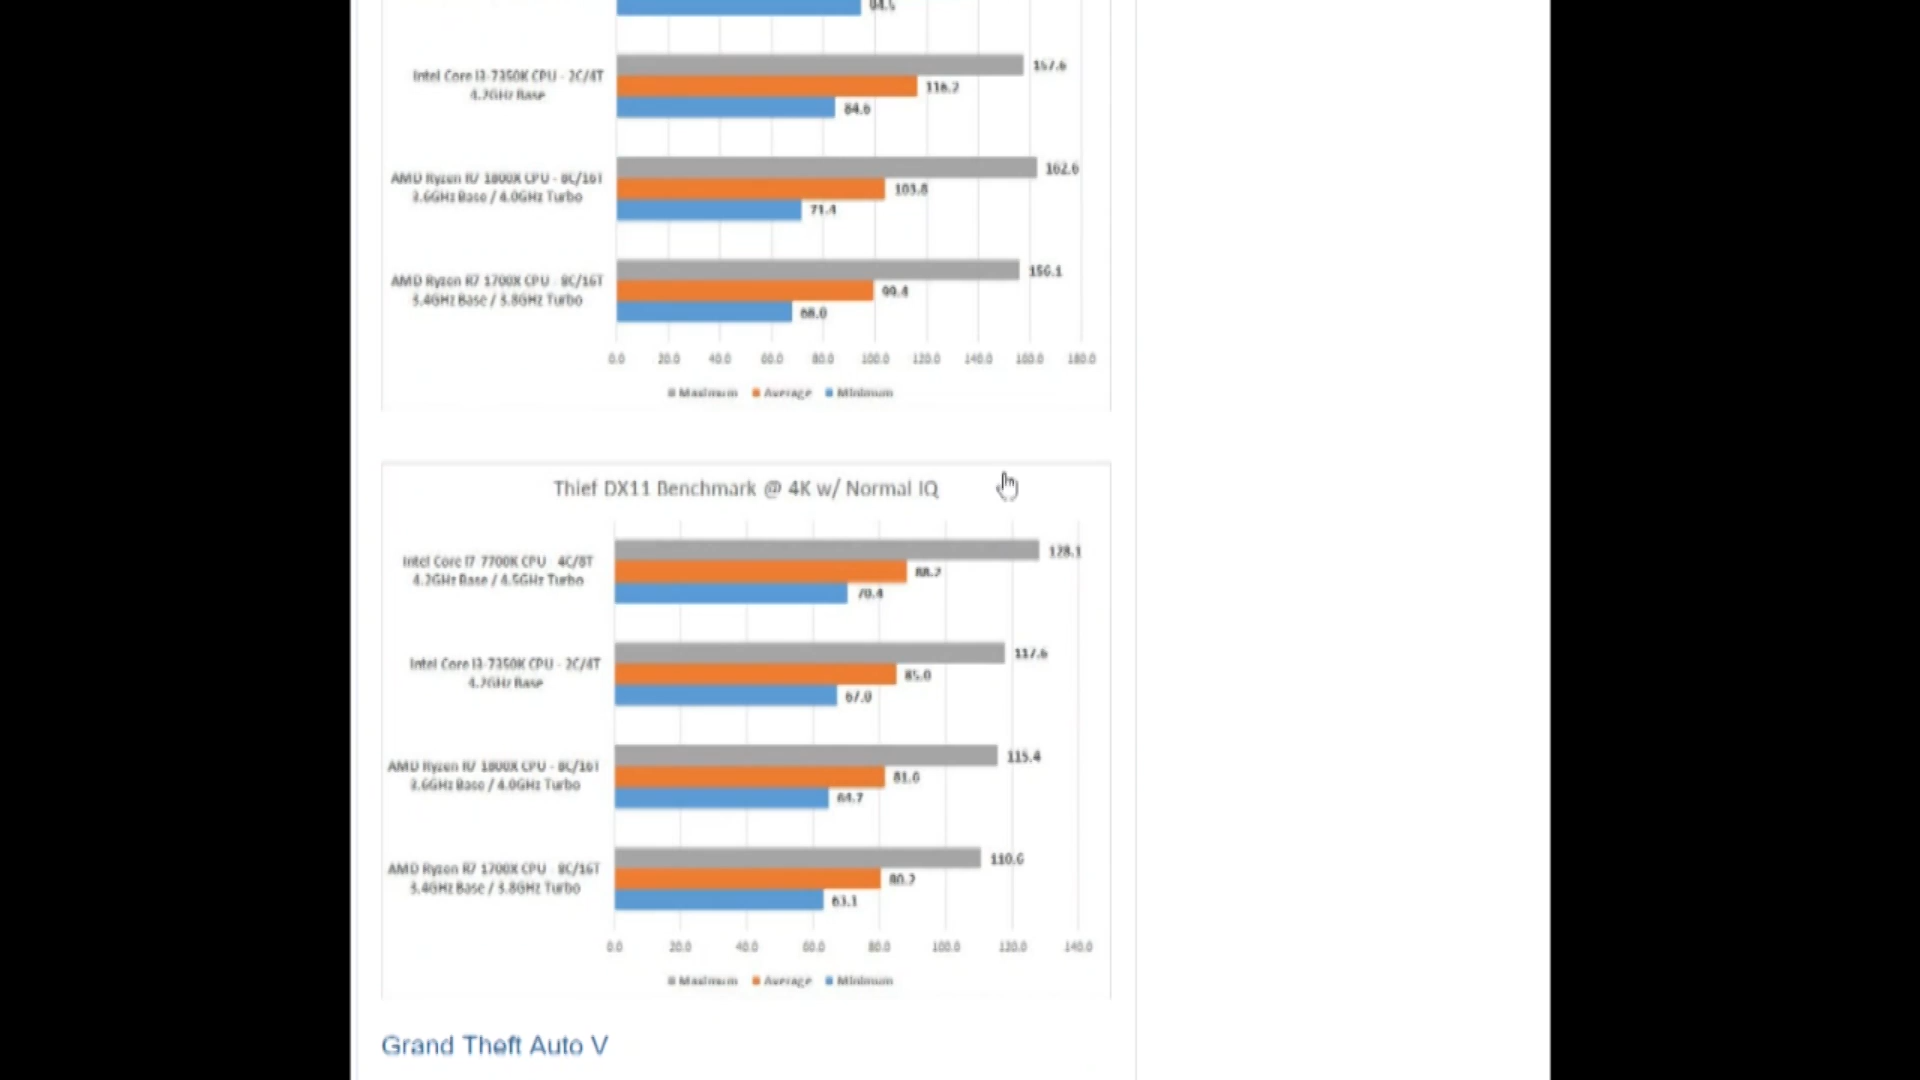 84.5
Intel Core I3-7350K CPU - 2C/4T
4.2GHz Base
157.6
116.2
84.6
AMD Ryzen R7 1800X CPU - 8C/16T
3.6GHz Base / 4.0GHz Turbo
162.6
103.8
71.4
AMD Ryzen R7 1700X CPU - 8C/16T
3.4GHz Base / 3.8GHz Turbo
156.1
99.4
68.0
0.0 20.0 40.0 60.0 80.0 100.0 120.0 140.0 160.0 180.0
Maximum Average Minimum
Thief DX11 Benchmark @ 4K w/ Normal IQ
Intel Core I7 7700K CPU - 4C/8T
4.2GHz Base / 4.5GHz Turbo
128.1
88.2
70.4
Intel Core I3-7350K CPU - 2C/4T
4.2GHz Base
117.6
85.0
67.0
AMD Ryzen R7 1800X CPU - 8C/16T
3.6GHz Base / 4.0GHz Turbo
115.4
81.6
64.7
AMD Ryzen R7 1700X CPU - 8C/16T
3.4GHz Base / 3.8GHz Turbo
110.6
80.2
63.1
0.0 20.0 40.0 60.0 80.0 100.0 120.0 140.0
Maximum Average Minimum
Grand Theft Auto V